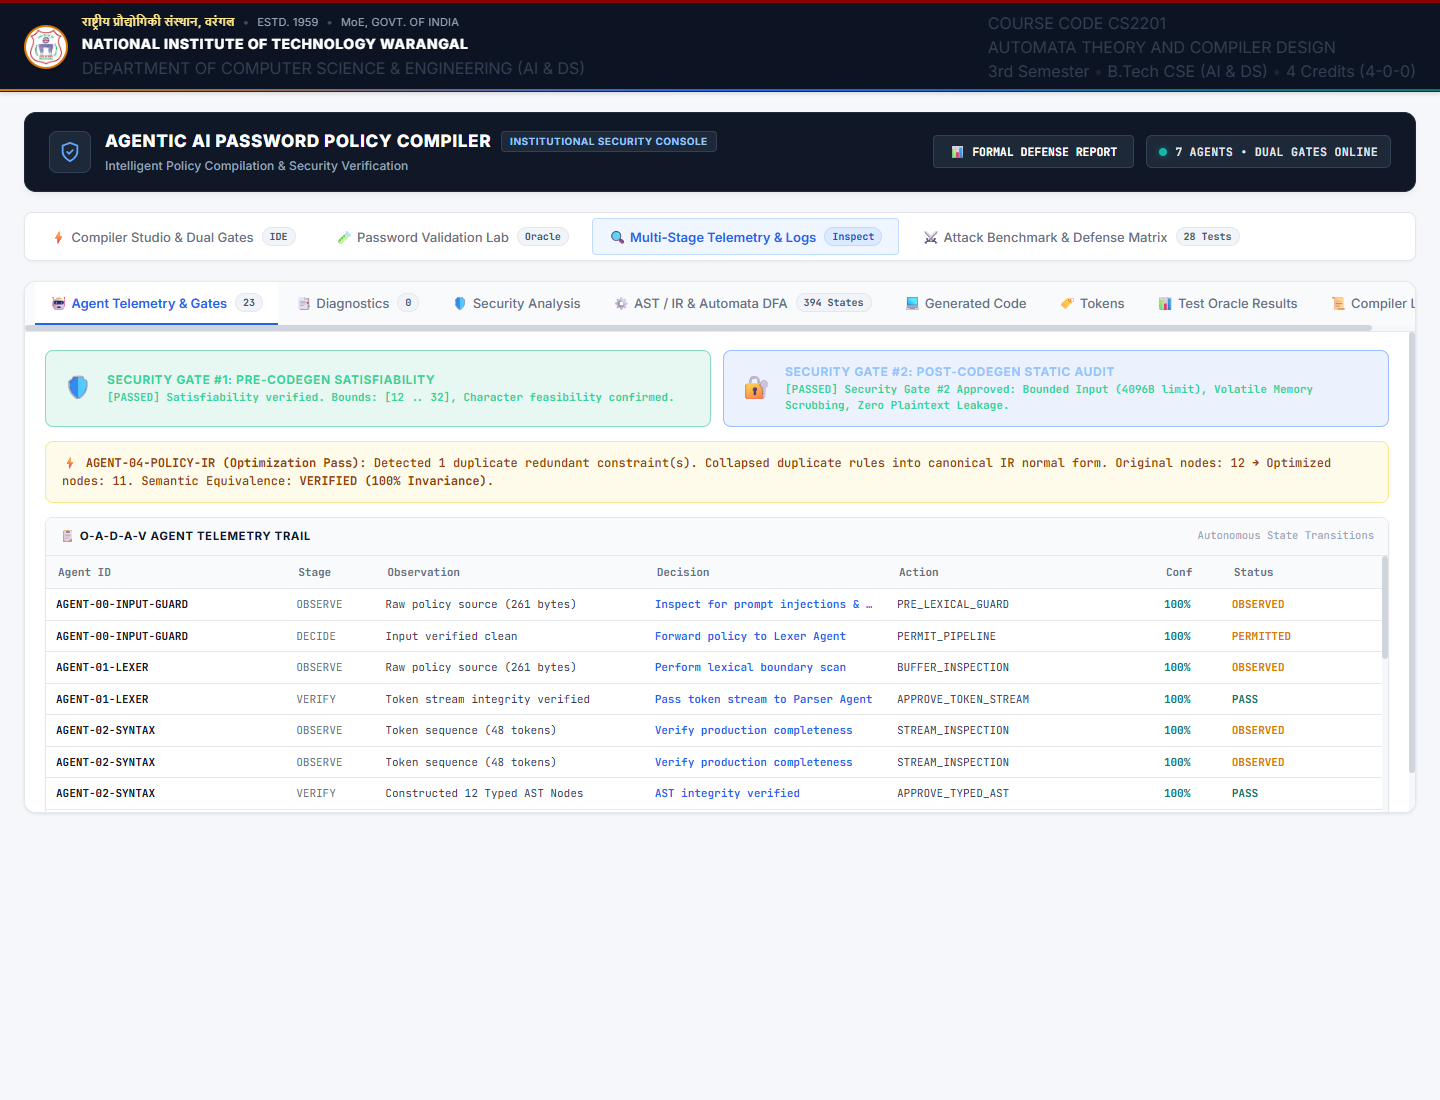 राष्ट्रीय प्रौद्योगिकी संस्थान, वरंगल • ESTD. 1959 • MoE, GOVT. OF INDIA
NATIONAL INSTITUTE OF TECHNOLOGY WARANGAL
DEPARTMENT OF COMPUTER SCIENCE & ENGINEERING (AI & DS)
COURSE CODE CS2201
AUTOMATA THEORY AND COMPILER DESIGN
3rd Semester • B.Tech CSE (AI & DS) • 4 Credits (4-0-0)
AGENTIC AI PASSWORD POLICY COMPILER INSTITUTIONAL SECURITY CONSOLE
Intelligent Policy Compilation & Security Verification
FORMAL DEFENSE REPORT
7 AGENTS • DUAL GATES ONLINE
Compiler Studio & Dual Gates IDE
Password Validation Lab Oracle
Multi-Stage Telemetry & Logs Inspect
Attack Benchmark & Defense Matrix 28 Tests
Agent Telemetry & Gates 23
Diagnostics 0
Security Analysis
AST / IR & Automata DFA 394 States
Generated Code
Tokens
Test Oracle Results
Compiler L
SECURITY GATE #1: PRE-CODEGEN SATISFIABILITY
[PASSED] Satisfiability verified. Bounds: [12 .. 32], Character feasibility confirmed.
SECURITY GATE #2: POST-CODEGEN STATIC AUDIT
[PASSED] Security Gate #2 Approved: Bounded Input (4096B limit), Volatile Memory
Scrubbing, Zero Plaintext Leakage.
AGENT-04-POLICY-IR (Optimization Pass): Detected 1 duplicate redundant constraint(s). Collapsed duplicate rules into canonical IR normal form. Original nodes: 12 → Optimized
nodes: 11. Semantic Equivalence: VERIFIED (100% Invariance).
O-A-D-A-V AGENT TELEMETRY TRAIL
Autonomous State Transitions
Agent ID Stage Observation Decision Action Conf Status
AGENT-00-INPUT-GUARD OBSERVE Raw policy source (261 bytes) Inspect for prompt injections & … PRE_LEXICAL_GUARD 100% OBSERVED
AGENT-00-INPUT-GUARD DECIDE Input verified clean Forward policy to Lexer Agent PERMIT_PIPELINE 100% PERMITTED
AGENT-01-LEXER OBSERVE Raw policy source (261 bytes) Perform lexical boundary scan BUFFER_INSPECTION 100% OBSERVED
AGENT-01-LEXER VERIFY Token stream integrity verified Pass token stream to Parser Agent APPROVE_TOKEN_STREAM 100% PASS
AGENT-02-SYNTAX OBSERVE Token sequence (48 tokens) Verify production completeness STREAM_INSPECTION 100% OBSERVED
AGENT-02-SYNTAX OBSERVE Token sequence (48 tokens) Verify production completeness STREAM_INSPECTION 100% OBSERVED
AGENT-02-SYNTAX VERIFY Constructed 12 Typed AST Nodes AST integrity verified APPROVE_TYPED_AST 100% PASS